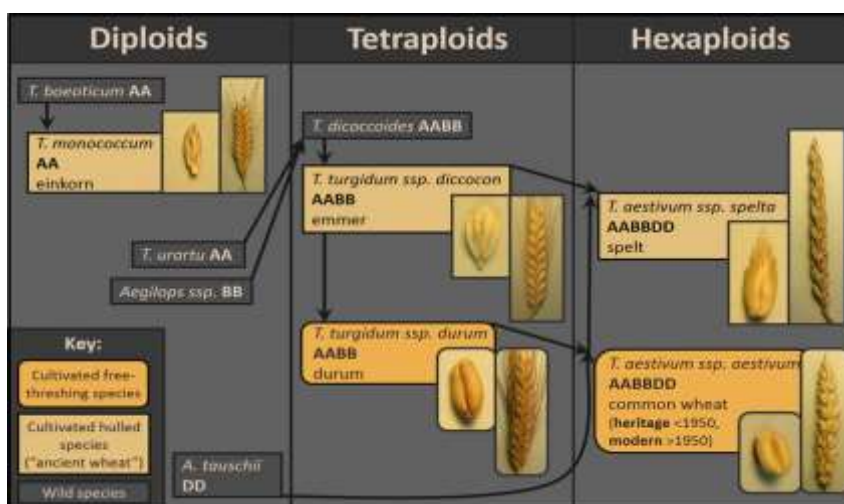 Diploids
Tetraploids
Hexaploids
T. boeoticum AA
T. monococcum
AA
einkorn
T. urartu AA
Aegilops ssp. BB
T. dicoccoides AABB
T. turgidum ssp. diccocon
AABB
emmer
T. turgidum ssp. durum
AABB
durum
T. aestivum ssp. spelta
AABBDD
spelt
T. aestivum ssp. aestivum
AABBDD
common wheat
(heritage <1950,
modern >1950)
A. tauschii
DD
Key:
Cultivated free-
threshing species
Cultivated hulled
species
("ancient wheat")
Wild species